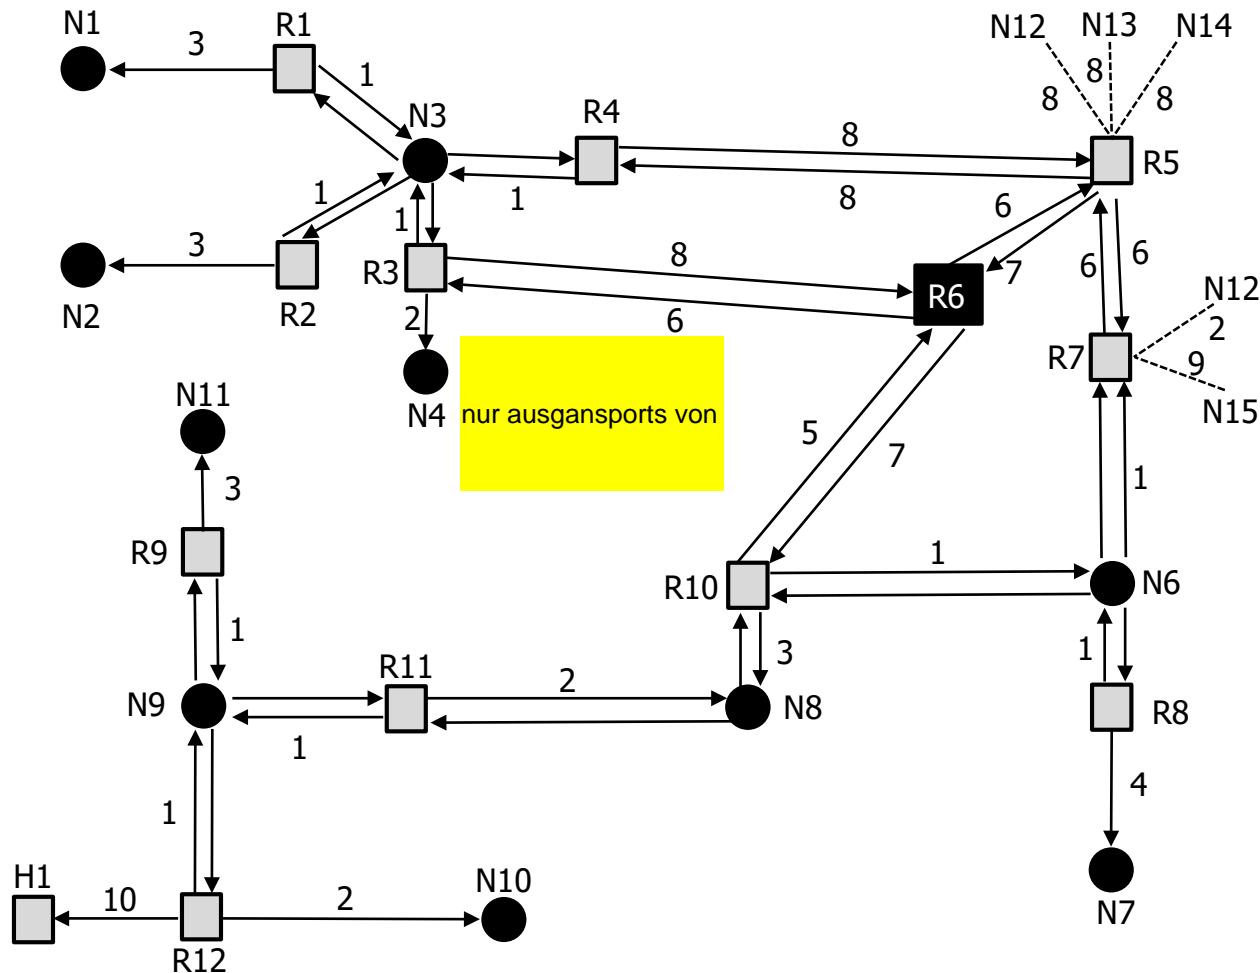 N1
3
R1
1
N3
R4
8
N12
N13
N14
8
8
8
R5
1
8
1
1
6
3
R3
8
R6
7
6
6
N2
R2
6
2
N12
2
R7
9
N15
N11
N4
nur ausgansports von
5
7
3
1
R9
R10
1
N6
1
R11
2
3
1
N9
N8
R8
1
1
4
H1
10
2
N10
N7
R12